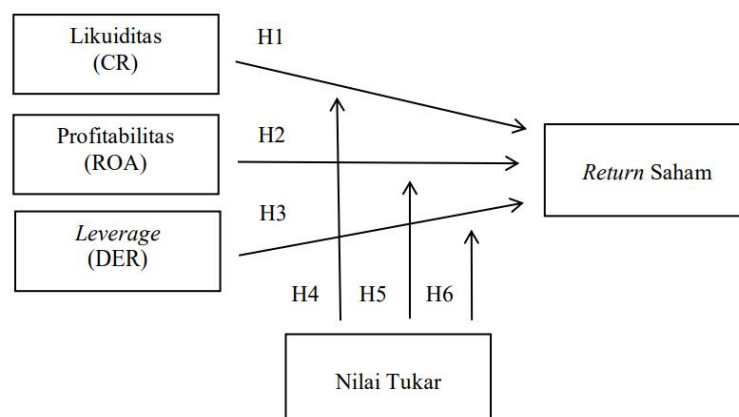 Likuiditas
(CR)
H1
Profitabilitas
(ROA)
H2
Return Saham
H3
Leverage
(DER)
H4
H5
H6
Nilai Tukar